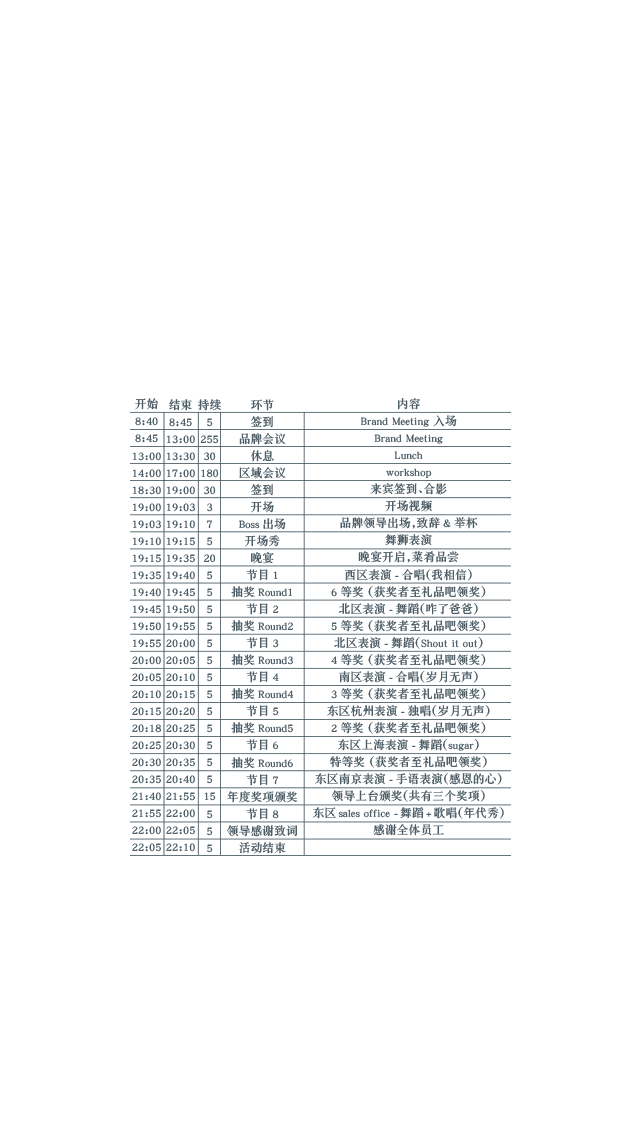 开始 结束 持续 环节 内容
8:40 8:45 5 签到 Brand Meeting 入场
8:45 13:00 255 品牌会议 Brand Meeting
13:00 13:30 30 休息 Lunch
14:00 17:00 180 区域会议 workshop
18:30 19:00 30 签到 来宾签到、合影
19:00 19:03 3 开场 开场视频
19:03 19:10 7 Boss 出场 品牌领导出场,致辞 & 举杯
19:10 19:15 5 开场秀 舞狮表演
19:15 19:35 20 晚宴 晚宴开启,菜肴品尝
19:35 19:40 5 节目 1 西区表演 - 合唱(我相信)
19:40 19:45 5 抽奖 Round1 6 等奖 (获奖者至礼品吧领奖)
19:45 19:50 5 节目 2 北区表演 - 舞蹈(咋了爸爸)
19:50 19:55 5 抽奖 Round2 5 等奖 (获奖者至礼品吧领奖)
19:55 20:00 5 节目 3 北区表演 - 舞蹈(Shout it out)
20:00 20:05 5 抽奖 Round3 4 等奖 (获奖者至礼品吧领奖)
20:05 20:10 5 节目 4 南区表演 - 合唱(岁月无声)
20:10 20:15 5 抽奖 Round4 3 等奖 (获奖者至礼品吧领奖)
20:15 20:20 5 节目 5 东区杭州表演 - 独唱(岁月无声)
20:18 20:25 5 抽奖 Round5 2 等奖 (获奖者至礼品吧领奖)
20:25 20:30 5 节目 6 东区上海表演 - 舞蹈(sugar)
20:30 20:35 5 抽奖 Round6 特等奖 (获奖者至礼品吧领奖)
20:35 20:40 5 节目 7 东区南京表演 - 手语表演(感恩的心)
21:40 21:55 15 年度奖项颁奖 领导上台颁奖(共有三个奖项)
21:55 22:00 5 节目 8 东区 sales office - 舞蹈 + 歌唱(年代秀)
22:00 22:05 5 领导感谢致词 感谢全体员工
22:05 22:10 5 活动结束